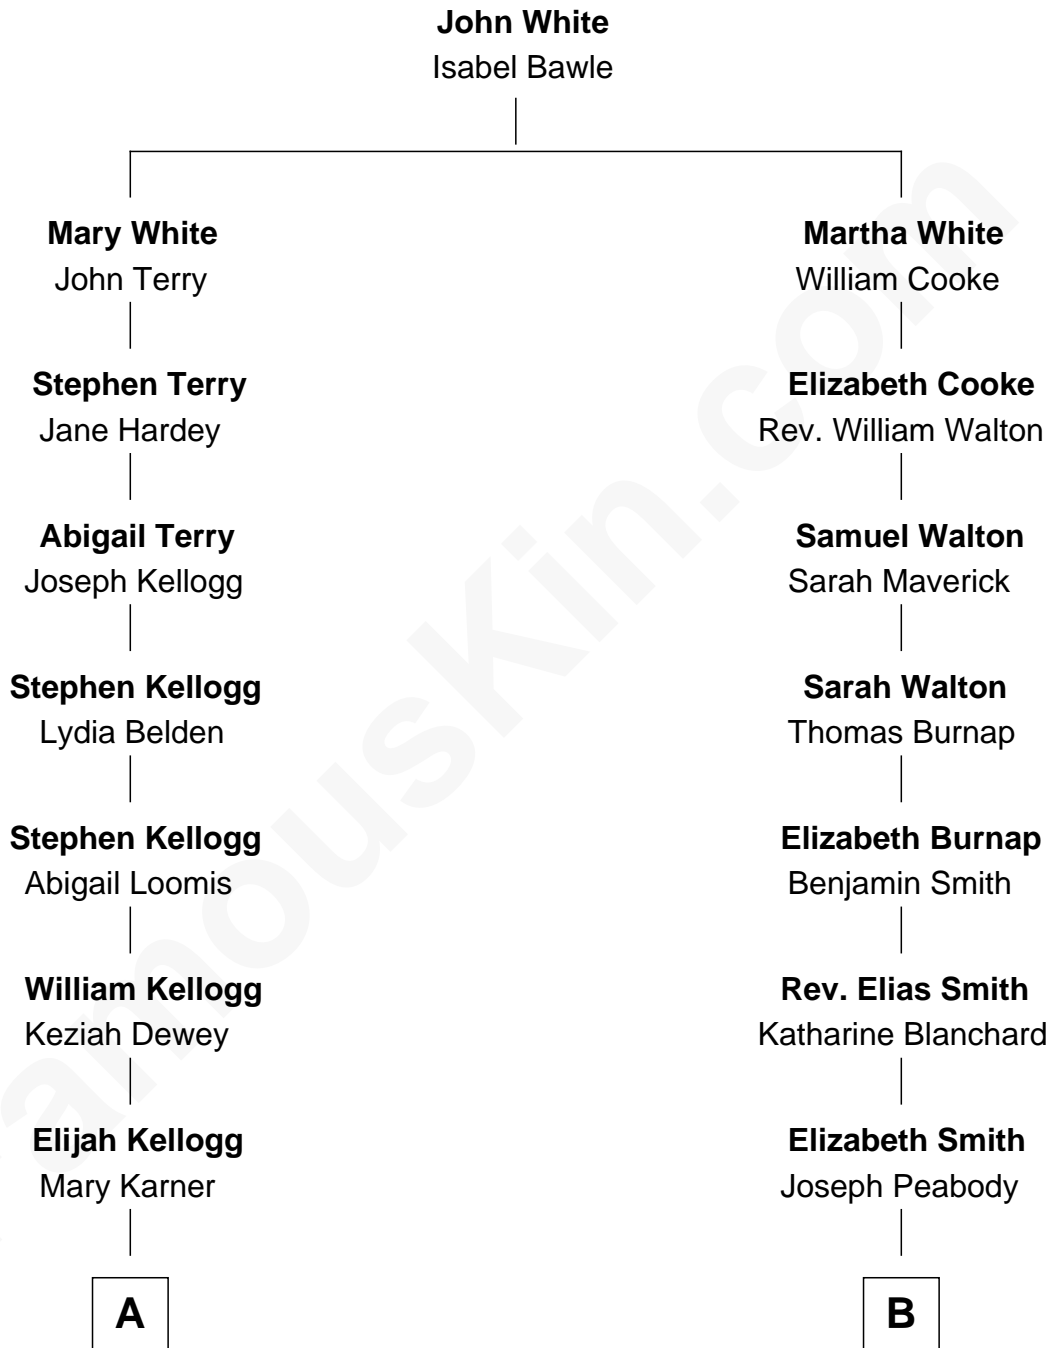 John White
Isabel Bawle
Mary White
John Terry
Stephen Terry
Jane Hardey
Abigail Terry
Joseph Kellogg
Stephen Kellogg
Lydia Belden
Stephen Kellogg
Abigail Loomis
William Kellogg
Keziah Dewey
Elijah Kellogg
Mary Karner
A
Martha White
William Cooke
Elizabeth Cooke
Rev. William Walton
Samuel Walton
Sarah Maverick
Sarah Walton
Thomas Burnap
Elizabeth Burnap
Benjamin Smith
Rev. Elias Smith
Katharine Blanchard
Elizabeth Smith
Joseph Peabody
B
amouskin.com